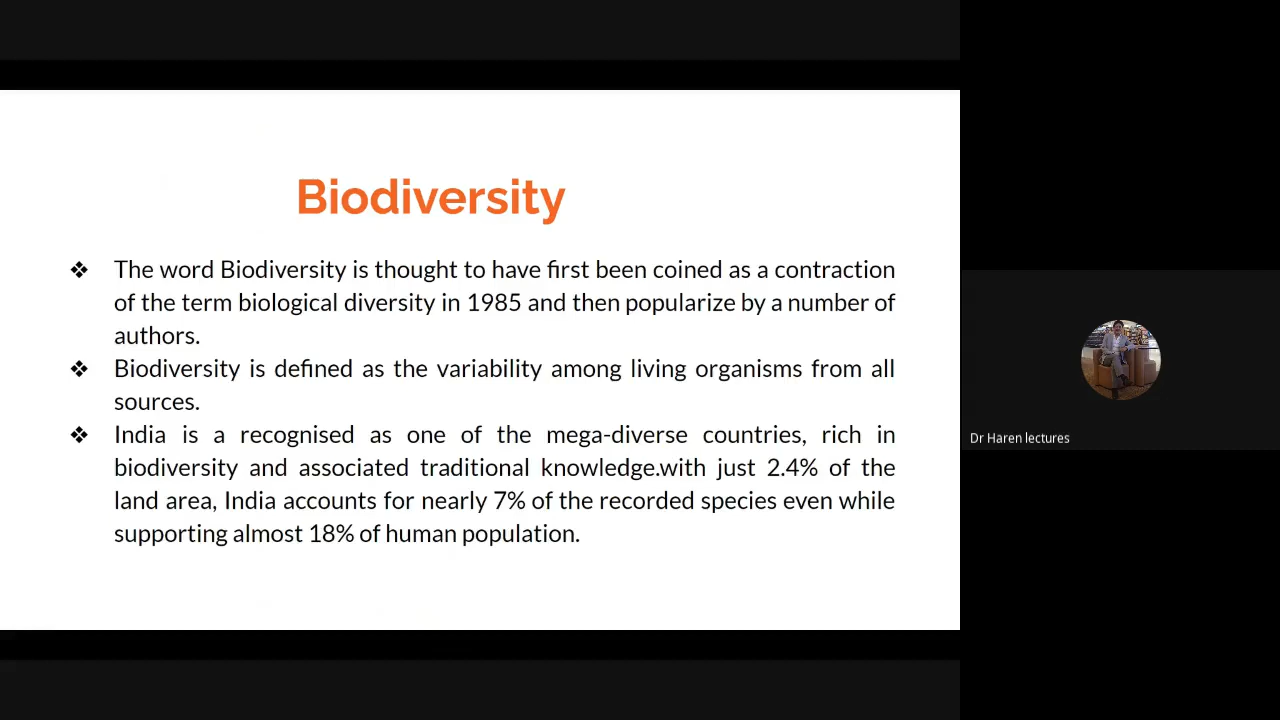 Biodiversity
❖ The word Biodiversity is thought to have first been coined as a contraction
of the term biological diversity in 1985 and then popularize by a number of
authors.
❖ Biodiversity is defined as the variability among living organisms from all
sources.
❖ India is a recognised as one of the mega-diverse countries, rich in
biodiversity and associated traditional knowledge.with just 2.4% of the
land area, India accounts for nearly 7% of the recorded species even while
supporting almost 18% of human population.
Dr Haren lectures